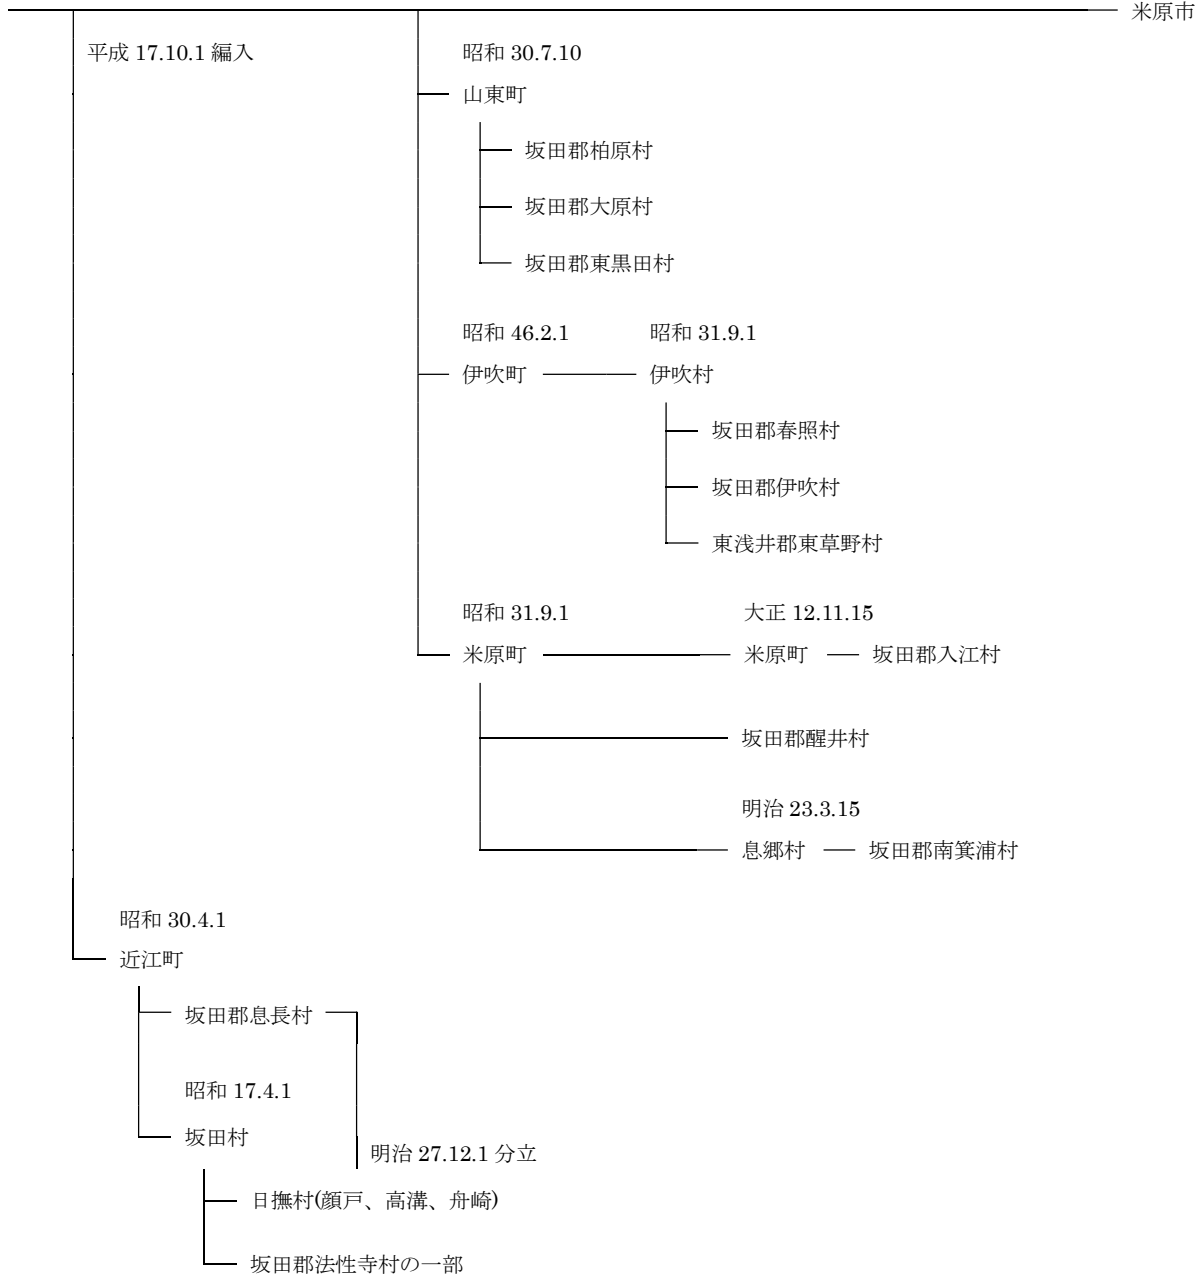 米原市
平成 17.10.1 編入
昭和 30.7.10
山東町
坂田郡柏原村
坂田郡大原村
坂田郡東黒田村
昭和 46.2.1 昭和 31.9.1
伊吹町 伊吹村
坂田郡春照村
坂田郡伊吹村
東浅井郡東草野村
昭和 31.9.1 大正 12.11.15
米原町 米原町 坂田郡入江村
坂田郡醒井村
明治 23.3.15
息郷村 坂田郡南箕浦村
昭和 30.4.1
近江町
坂田郡息長村
昭和 17.4.1
坂田村
明治 27.12.1 分立
日撫村(顔戸、高溝、舟崎)
坂田郡法性寺村の一部